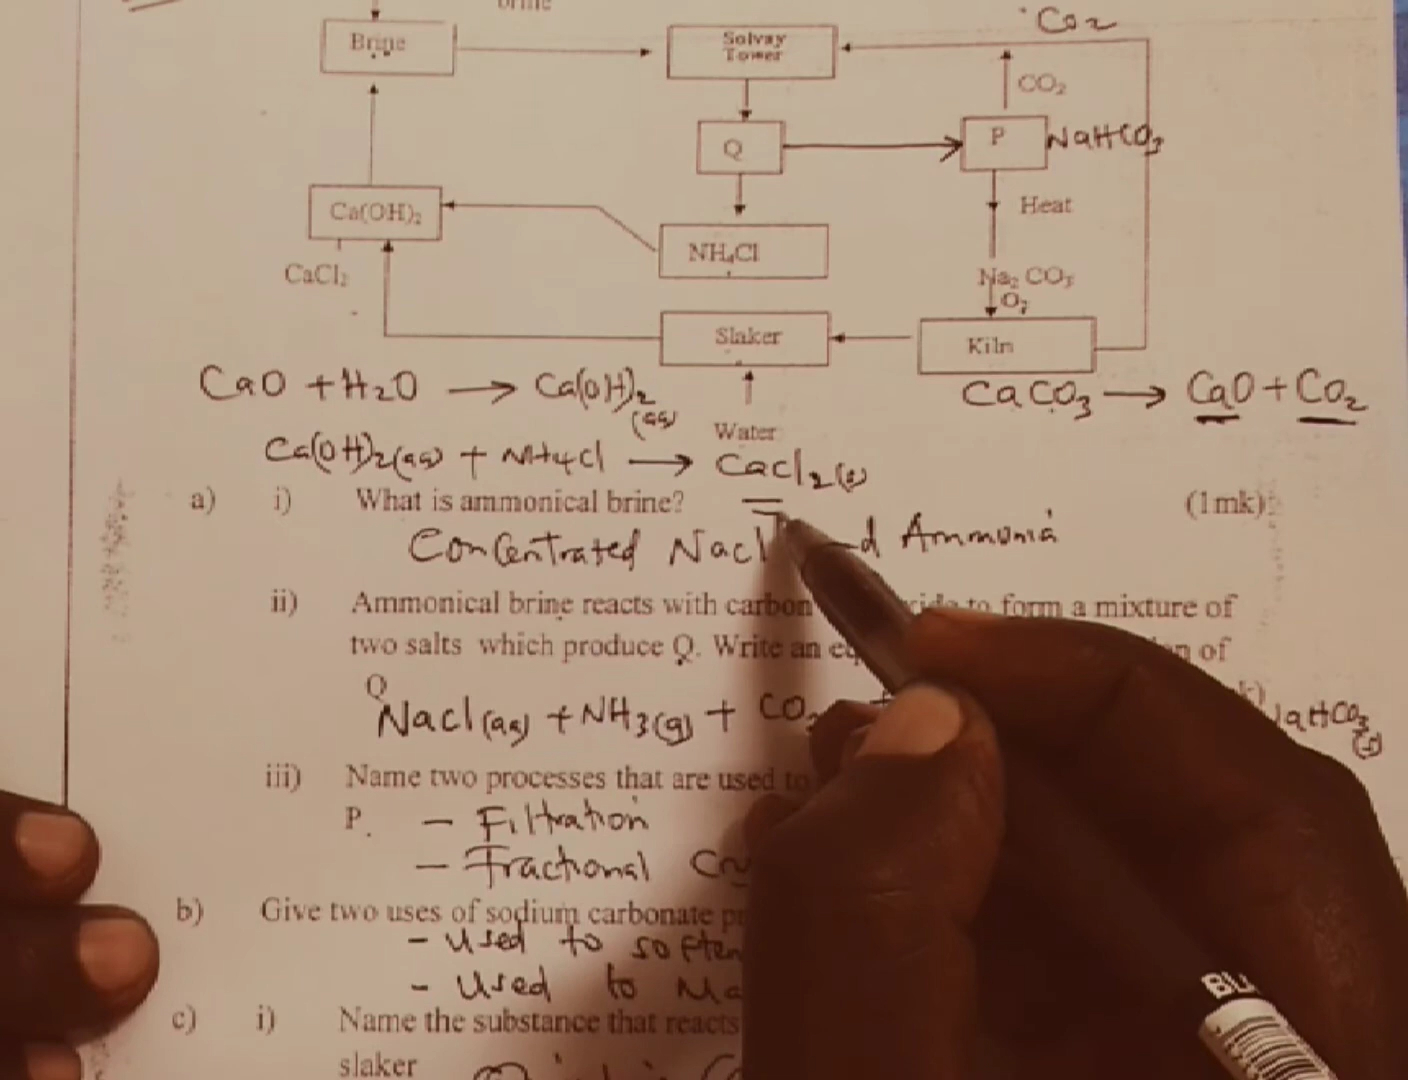 Brine
Solvay Tower
CO2
CO₂
Q
P
NaHCO3
Ca(OH)₂
Heat
NH₄Cl
CaCl₂
Na₂ CO₃
O₂
Slaker
Kiln
CaO + H2O → Ca(OH)2 (aq)
CaCO3 → CaO + CO2
Water
Ca(OH)2(aq) + NH4Cl → CaCl2(s)
a) i) What is ammonical brine? (1mk)
Concentrated NaCl Ammonia
ii) Ammonical brine reacts with carbon to form a mixture of
two salts which produce Q. Write an of
Q
NaCl(aq) + NH3(g) + CO2
iii) Name two processes that are used to
P.
- Filtration
- Fractional
b) Give two uses of sodium carbonate
- Used to soften
- Used to
c) i) Name the substance that reacts
slaker